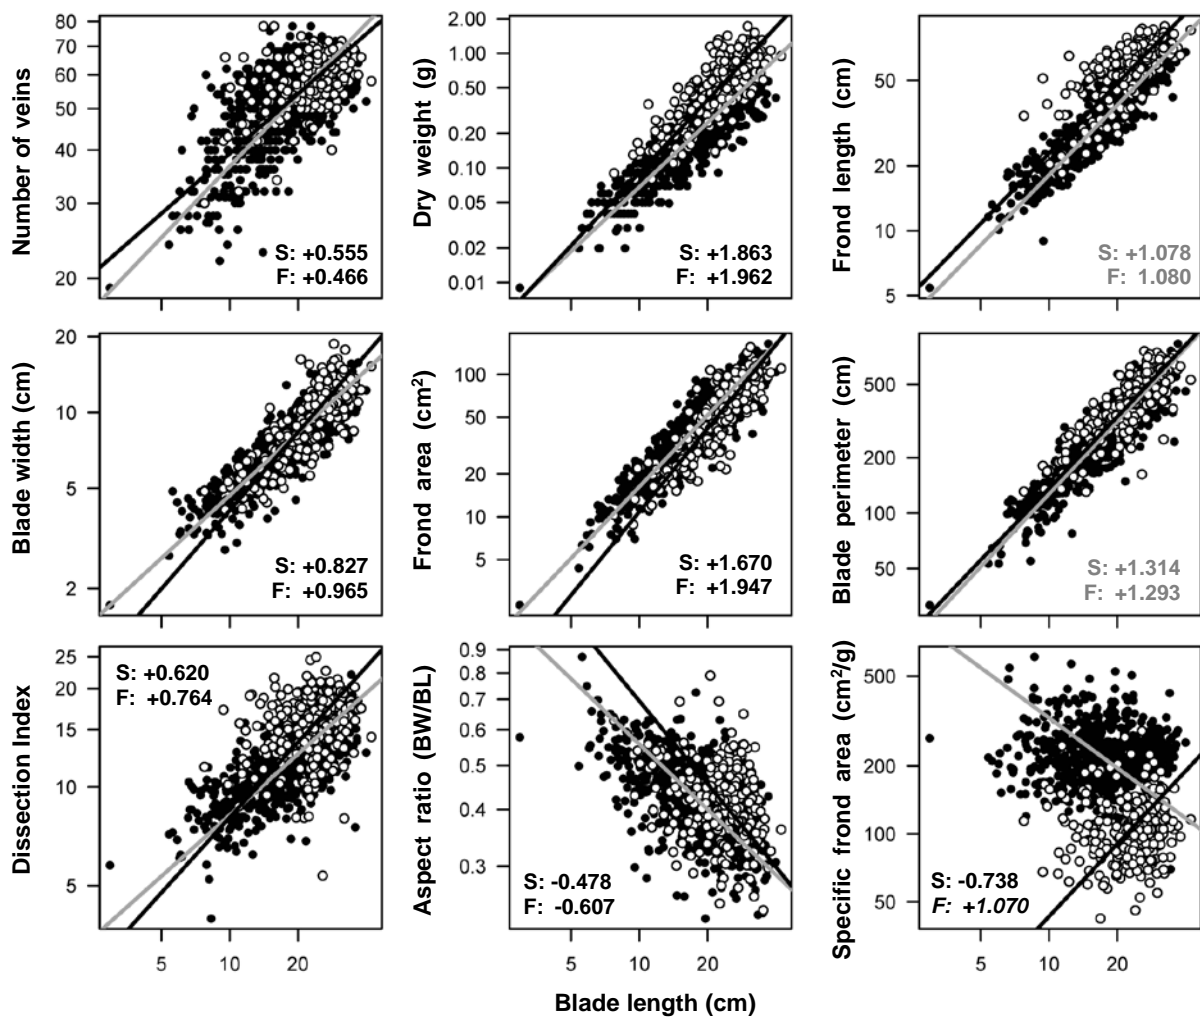 Number of veins
80
70
60
50
40
30
20
S: +0.555
F: +0.466
Dry weight (g)
2.00
1.00
0.50
0.20
0.10
0.05
0.02
0.01
S: +1.863
F: +1.962
Frond length (cm)
50
20
10
5
S: +1.078
F: 1.080
Blade width (cm)
20
10
5
2
S: +0.827
F: +0.965
Frond area (cm²)
100
50
20
10
5
S: +1.670
F: +1.947
Blade perimeter (cm)
500
200
100
50
S: +1.314
F: +1.293
Dissection Index
25
20
15
10
5
S: +0.620
F: +0.764
5 10 20
Aspect ratio (BW/BL)
0.9
0.8
0.7
0.6
0.5
0.4
0.3
S: -0.478
F: -0.607
5 10 20
Specific frond area (cm²/g)
500
200
100
50
S: -0.738
F: +1.070
5 10 20
Blade length (cm)